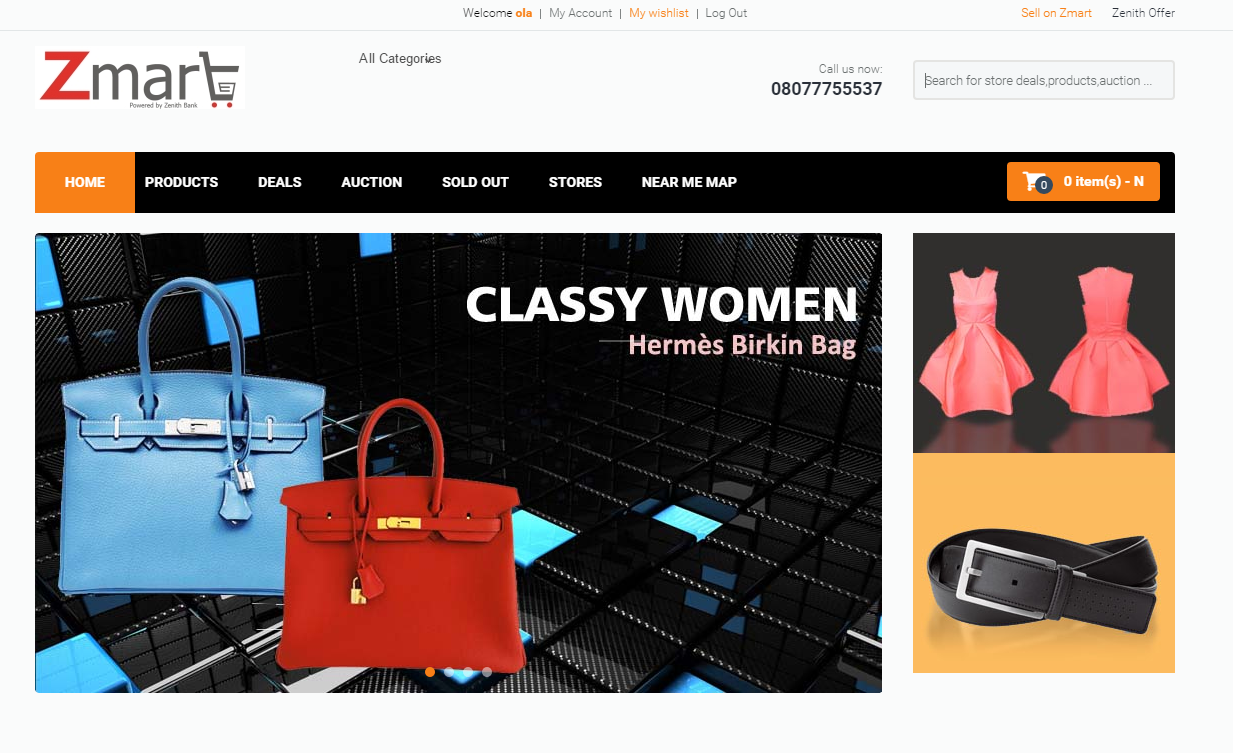 Welcome ola | My Account | My wishlist | Log Out
Sell on Zmart Zenith Offer
Zmart
Powered by Zenith Bank
All Categories
Call us now:
08077755537
Search for store deals,products,auction ...
HOME PRODUCTS DEALS AUCTION SOLD OUT STORES NEAR ME MAP
0 0 item(s) - N
CLASSY WOMEN
Hermès Birkin Bag